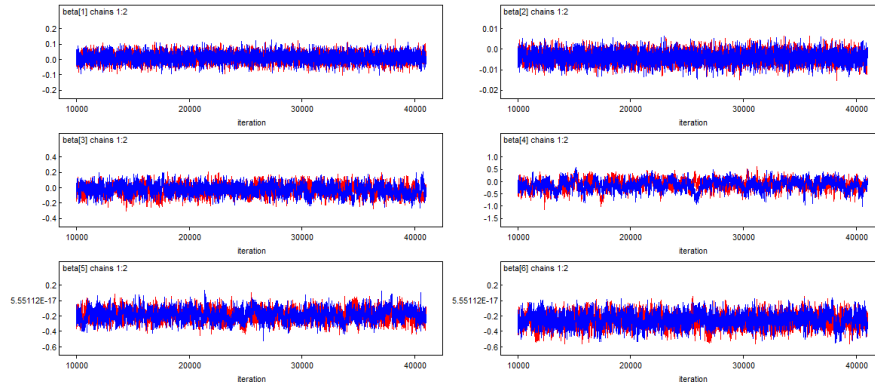 beta[1] chains 1:2
0.2
0.1
0.0
-0.1
-0.2
10000 20000 30000 40000
iteration
beta[2] chains 1:2
0.01
0.0
-0.01
-0.02
10000 20000 30000 40000
iteration
beta[3] chains 1:2
0.4
0.2
0.0
-0.2
-0.4
10000 20000 30000 40000
iteration
beta[4] chains 1:2
1.0
0.5
0.0
-0.5
-1.0
-1.5
10000 20000 30000 40000
iteration
beta[5] chains 1:2
0.2
5.55112E-17
-0.2
-0.4
-0.6
10000 20000 30000 40000
iteration
beta[6] chains 1:2
0.2
5.55112E-17
-0.2
-0.4
-0.6
10000 20000 30000 40000
iteration